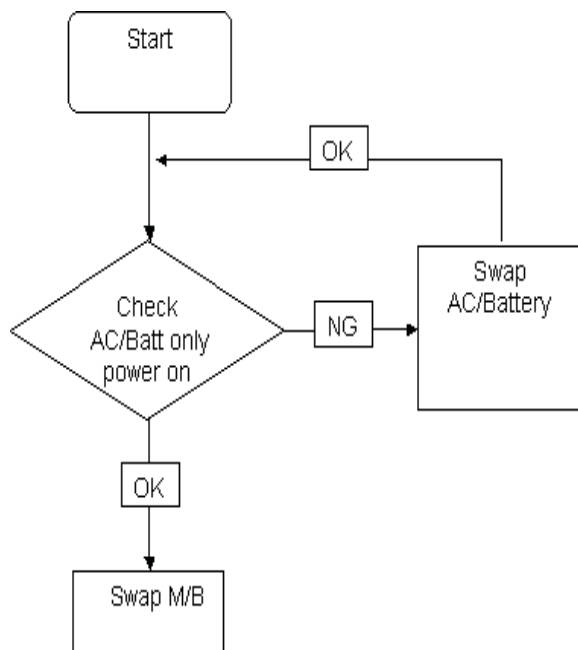 Start
OK
Swap
AC/Battery
Check
AC/Batt only
power on
NG
OK
Swap M/B